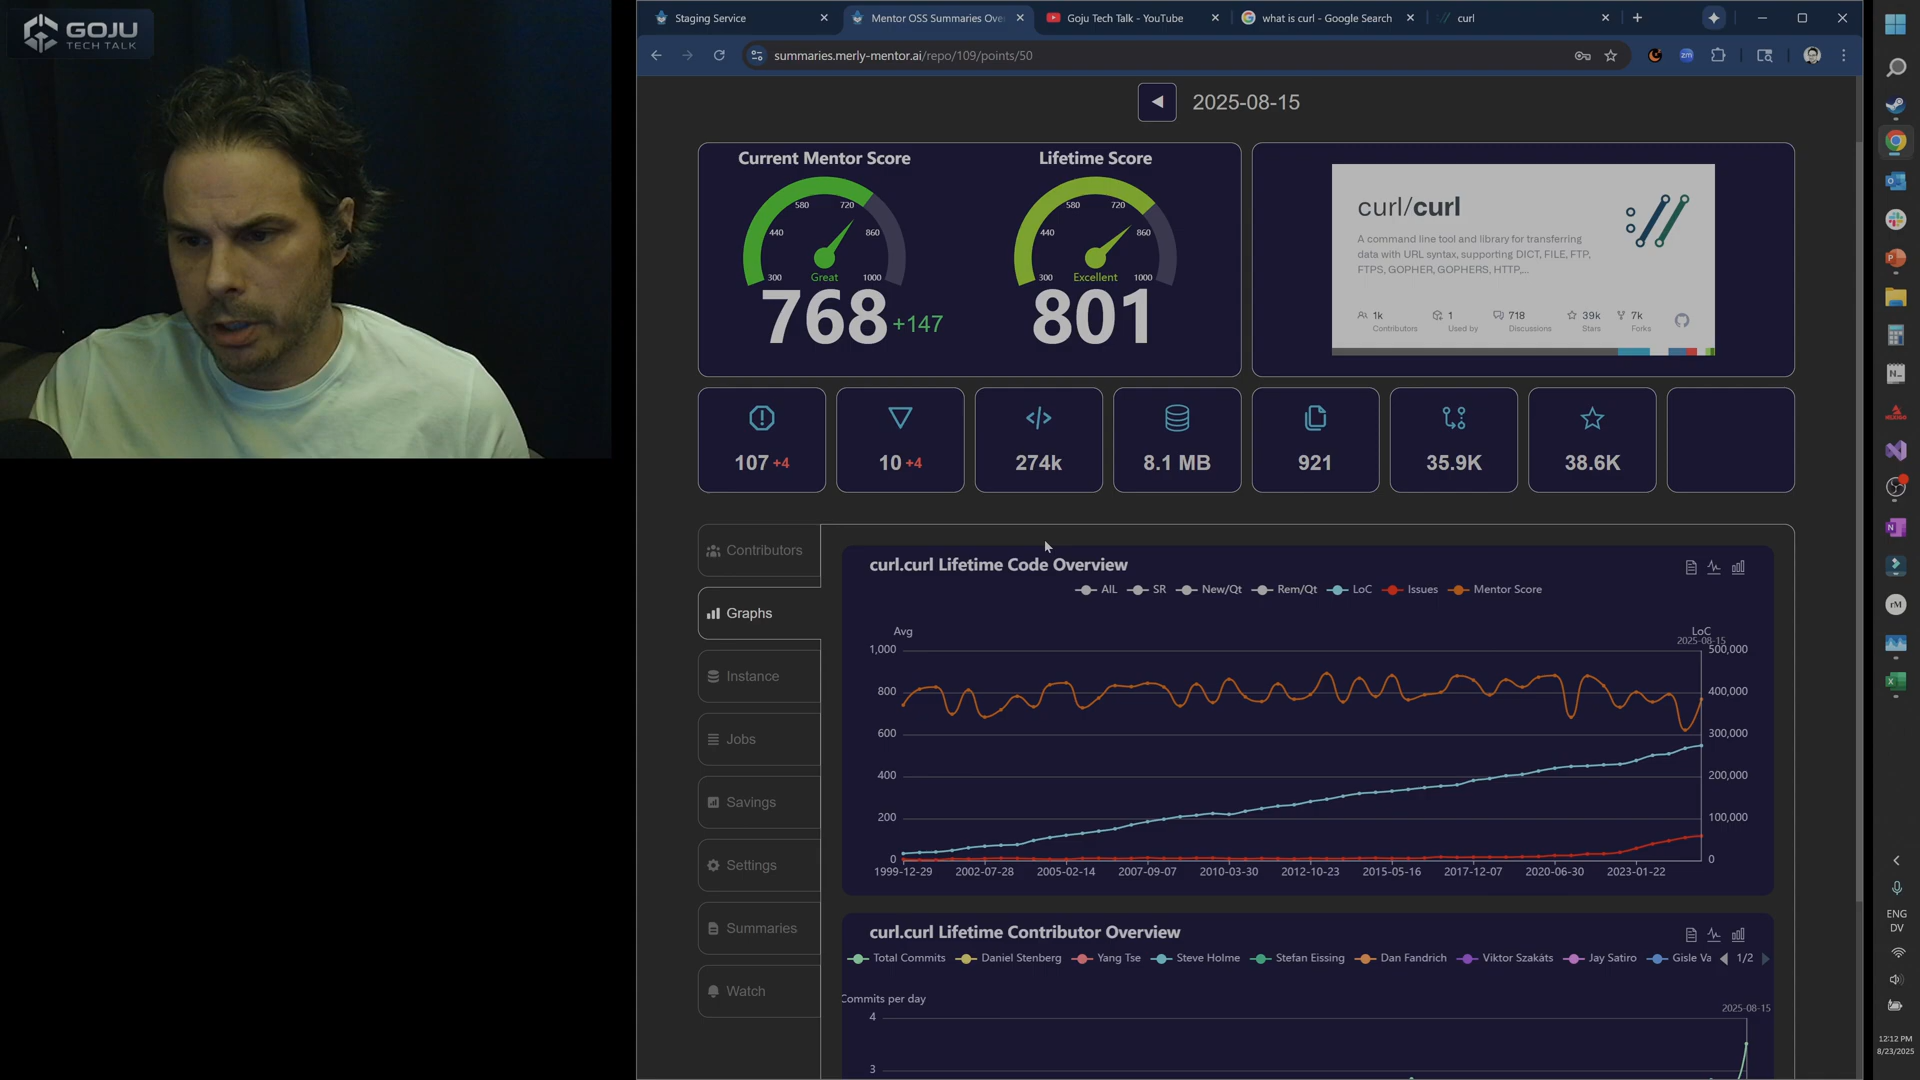 GOJU
TECH TALK
Staging Service
Mentor OSS Summaries Ove
Goju Tech Talk - YouTube
what is curl - Google Search
curl
summaries.merly-mentor.ai/repo/109/points/50
2025-08-15
Current Mentor Score
Lifetime Score
300
440
580
720
860
1000
Great
768
+147
300
440
580
720
860
1000
Excellent
801
curl/curl
A command line tool and library for transferring
data with URL syntax, supporting DICT, FILE, FTP,
FTPS, GOPHER, GOPHERS, HTTP,...
1k
Contributors
1
Used by
718
Discussions
39k
Stars
7k
Forks
107 +4
10 +4
274k
8.1 MB
921
35.9K
38.6K
Contributors
Graphs
Instance
Jobs
Savings
Settings
Summaries
Watch
curl.curl Lifetime Code Overview
AIL
SR
New/Qt
Rem/Qt
LoC
Issues
Mentor Score
Avg
LoC
2025-08-15
1,000
800
600
400
200
0
500,000
400,000
300,000
200,000
100,000
0
1999-12-29
2002-07-28
2005-02-14
2007-09-07
2010-03-30
2012-10-23
2015-05-16
2017-12-07
2020-06-30
2023-01-22
curl.curl Lifetime Contributor Overview
Total Commits
Daniel Stenberg
Yang Tse
Steve Holme
Stefan Eissing
Dan Fandrich
Viktor Szakáts
Jay Satiro
Gisle Va
1/2
Commits per day
2025-08-15
4
3
zm
N
rM
ENG
DV
12:12 PM
8/23/2025